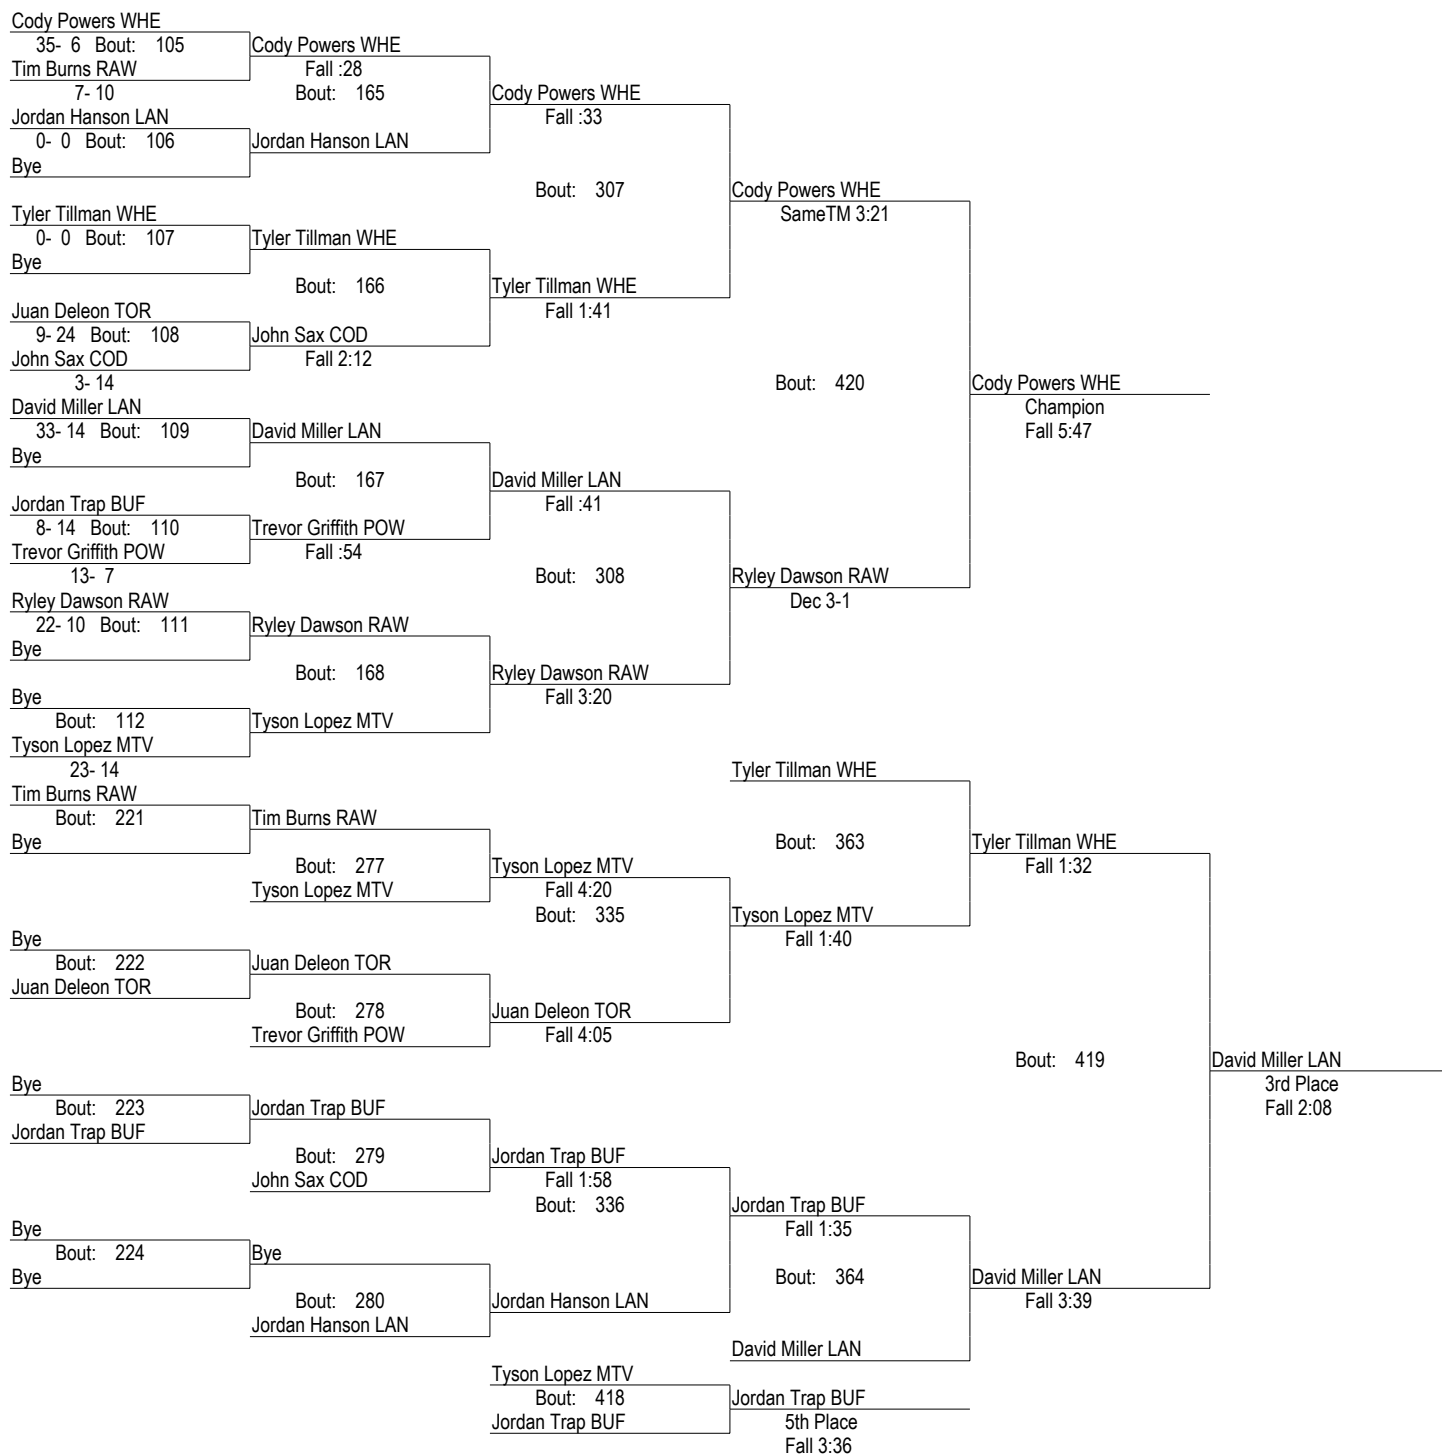 Cody Powers WHE
35- 6 Bout: 105
Cody Powers WHE
Tim Burns RAW
Fall :28
7- 10
Bout: 165
Cody Powers WHE
Jordan Hanson LAN
Fall :33
0- 0 Bout: 106
Jordan Hanson LAN
Bye
Bout: 307
Cody Powers WHE
Tyler Tillman WHE
SameTM 3:21
0- 0 Bout: 107
Tyler Tillman WHE
Bye
Bout: 166
Tyler Tillman WHE
Juan Deleon TOR
Fall 1:41
9- 24 Bout: 108
John Sax COD
John Sax COD
Fall 2:12
3- 14
Bout: 420
Cody Powers WHE
David Miller LAN
Champion
33- 14 Bout: 109
David Miller LAN
Fall 5:47
Bye
Bout: 167
David Miller LAN
Jordan Trap BUF
Fall :41
8- 14 Bout: 110
Trevor Griffith POW
Trevor Griffith POW
Fall :54
13- 7
Bout: 308
Ryley Dawson RAW
Ryley Dawson RAW
Dec 3-1
22- 10 Bout: 111
Ryley Dawson RAW
Bye
Bout: 168
Ryley Dawson RAW
Bye
Fall 3:20
Bout: 112
Tyson Lopez MTV
Tyson Lopez MTV
23- 14
Tyler Tillman WHE
Tim Burns RAW
Bout: 221
Tim Burns RAW
Bye
Bout: 363
Tyler Tillman WHE
Bout: 277
Tyson Lopez MTV
Fall 1:32
Tyson Lopez MTV
Fall 4:20
Bout: 335
Tyson Lopez MTV
Bye
Fall 1:40
Bout: 222
Juan Deleon TOR
Juan Deleon TOR
Bout: 278
Juan Deleon TOR
Trevor Griffith POW
Fall 4:05
Bout: 419
David Miller LAN
Bye
3rd Place
Bout: 223
Jordan Trap BUF
Fall 2:08
Jordan Trap BUF
Bout: 279
Jordan Trap BUF
John Sax COD
Fall 1:58
Bout: 336
Jordan Trap BUF
Bye
Fall 1:35
Bout: 224
Bye
Bye
Bout: 364
David Miller LAN
Bout: 280
Jordan Hanson LAN
Fall 3:39
Jordan Hanson LAN
David Miller LAN
Tyson Lopez MTV
Bout: 418
Jordan Trap BUF
Jordan Trap BUF
5th Place
Fall 3:36